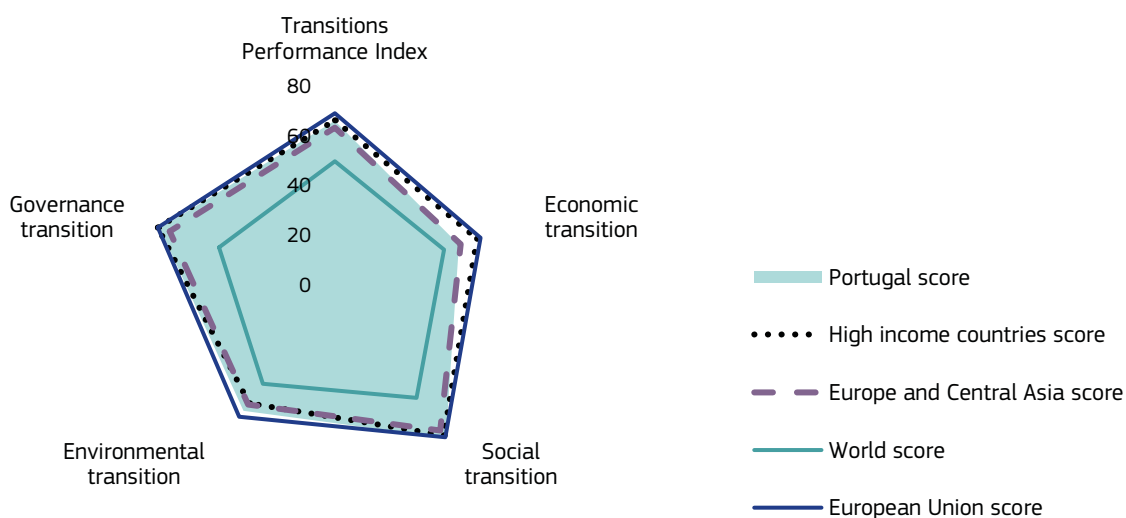 Transitions
Performance Index
80
60
40
20
0
Governance
transition
Economic
transition
Environmental
transition
Social
transition
Portugal score
High income countries score
Europe and Central Asia score
World score
European Union score